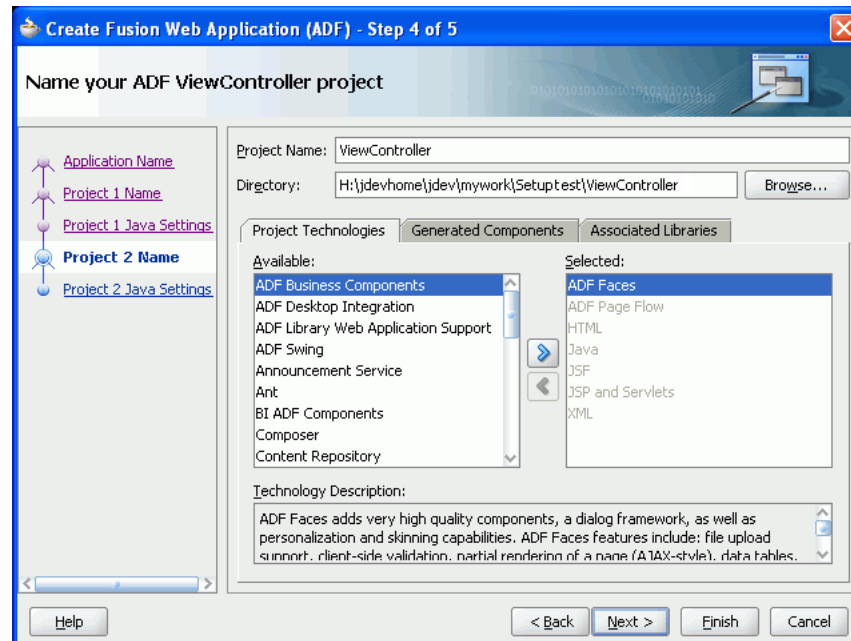 Create Fusion Web Application (ADF) - Step 4 of 5
Name your ADF ViewController project
Application Name
Project 1 Name
Project 1 Java Settings
Project 2 Name
Project 2 Java Settings
Project Name: ViewController
Directory: H:\jdevhome\jdev\mywork\Setuptest\ViewController Browse...
Project Technologies Generated Components Associated Libraries
Available:
ADF Business Components
ADF Desktop Integration
ADF Library Web Application Support
ADF Swing
Announcement Service
Ant
BI ADF Components
Composer
Content Repository
Selected:
ADF Faces
ADF Page Flow
HTML
Java
JSF
JSP and Servlets
XML
Technology Description:
ADF Faces adds very high quality components, a dialog framework, as well as
personalization and skinning capabilities. ADF Faces features include: file upload
support, client-side validation, partial rendering of a page (AJAX-style), data tables,
Help < Back Next > Finish Cancel